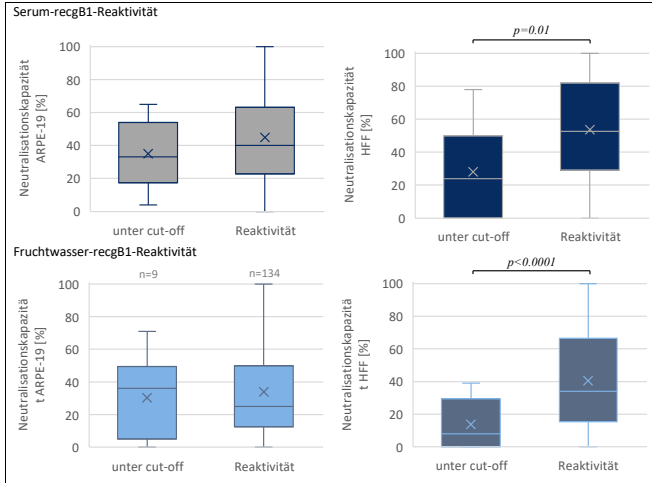 Serum-recgB1-Reaktivität
Neutralisationskapazität
ARPE-19 [%]
100
80
60
40
20
0
unter cut-off
Reaktivität
p=0.01
Neutralisationskapazität
HFF [%]
100
80
60
40
20
0
unter cut-off
Reaktivität
Fruchtwasser-recgB1-Reaktivität
n=9
n=134
Neutralisationskapazitä
t ARPE-19 [%]
100
80
60
40
20
0
unter cut-off
Reaktivität
p<0.0001
Neutralisationskapazitä
t HFF [%]
100
80
60
40
20
0
unter cut-off
Reaktivität